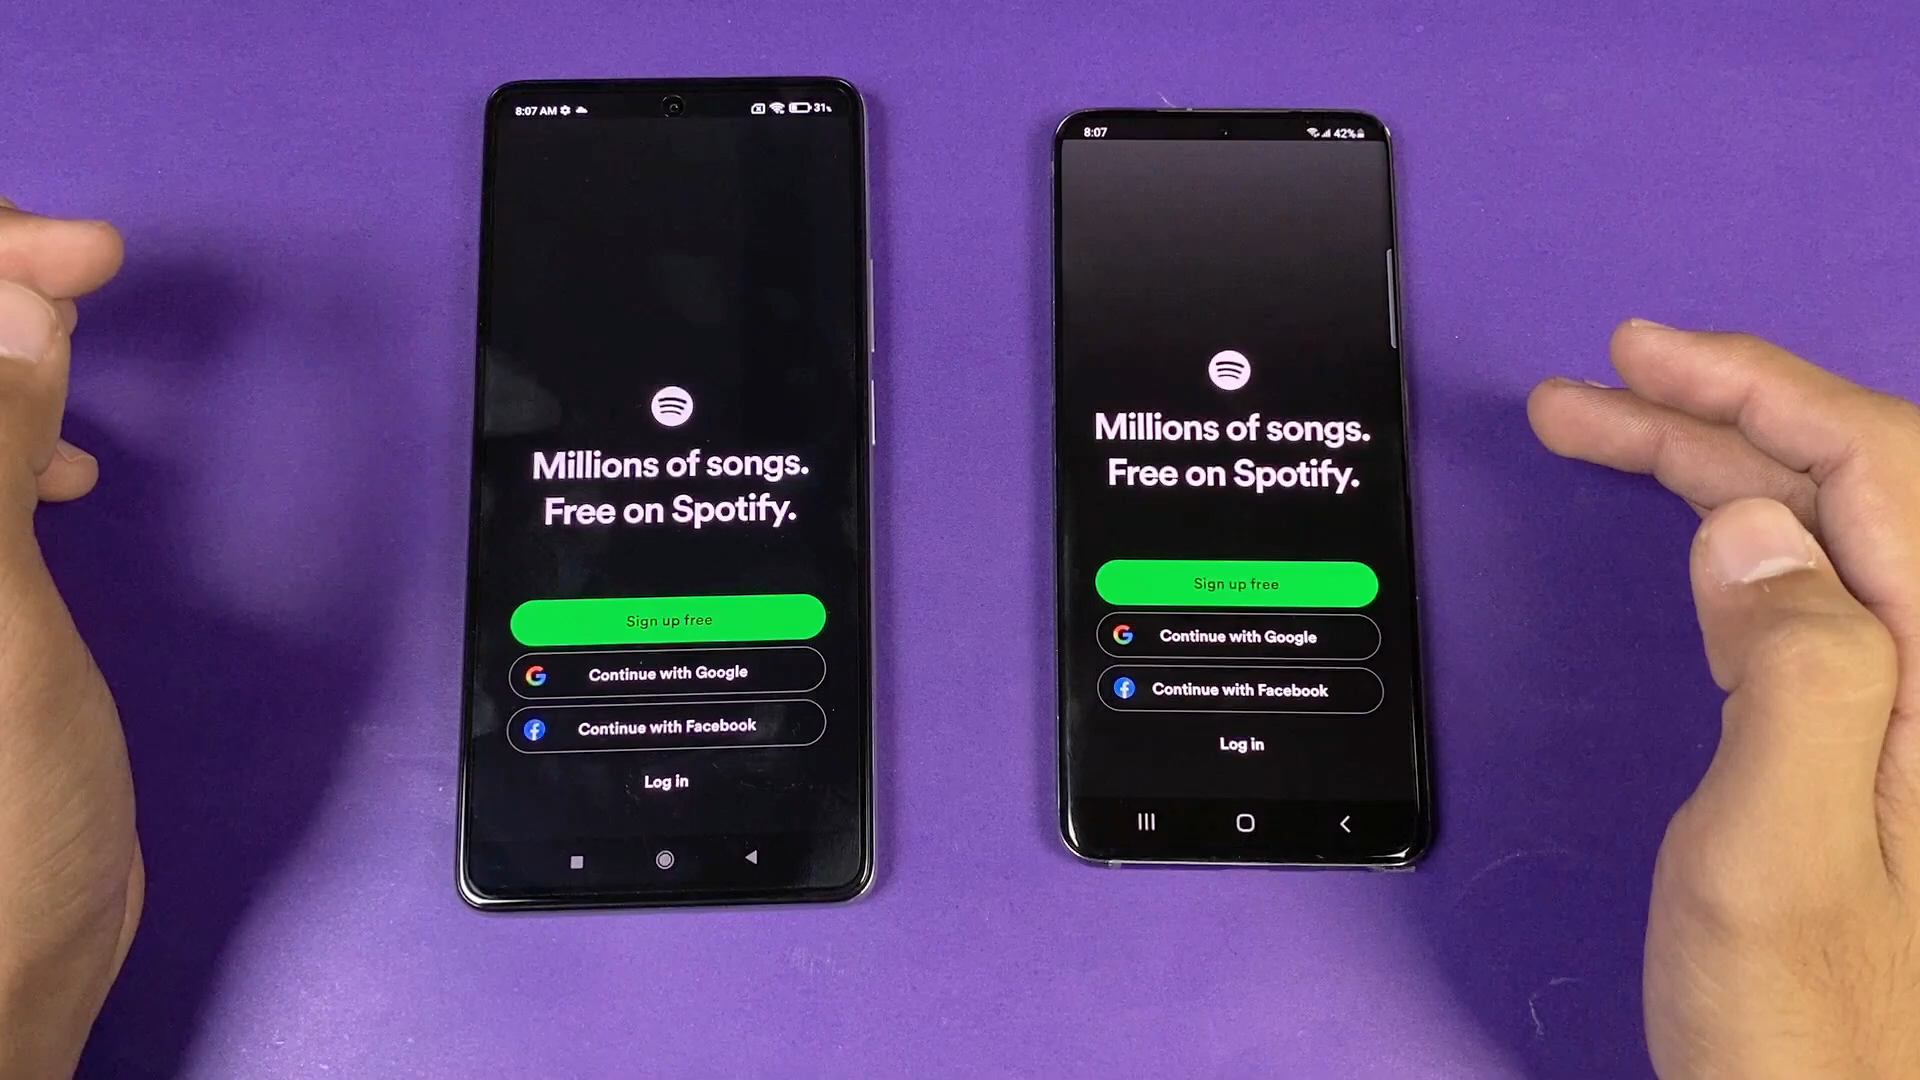 8:07 AM
31%
Millions of songs.
Free on Spotify.
Sign up free
Continue with Google
Continue with Facebook
Log in
8:07
42%
Millions of songs.
Free on Spotify.
Sign up free
Continue with Google
Continue with Facebook
Log in